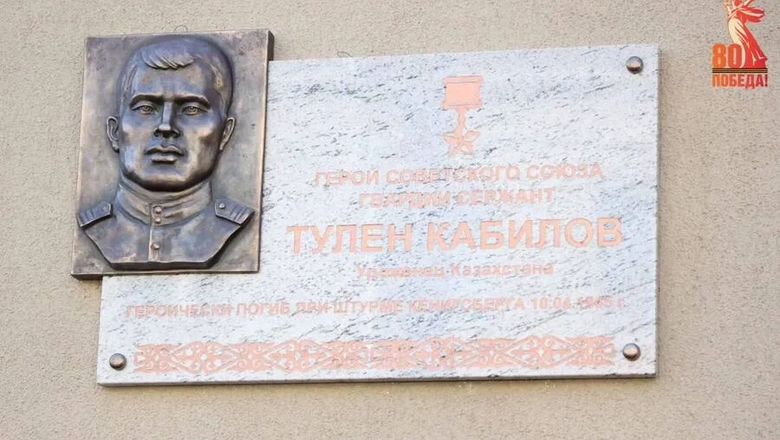 80
ПОБЕДА!
ГЕРОЙ СОВЕТСКОГО СОЮЗА
ГВАРДИИ СЕРЖАНТ
ТУЛЕН КАБИЛОВ
Уроженец Казахстана
ГЕРОИЧЕСКИ ПОГИБ ПРИ ШТУРМЕ КЕНИГСБЕРГА 10.04.1945 г.